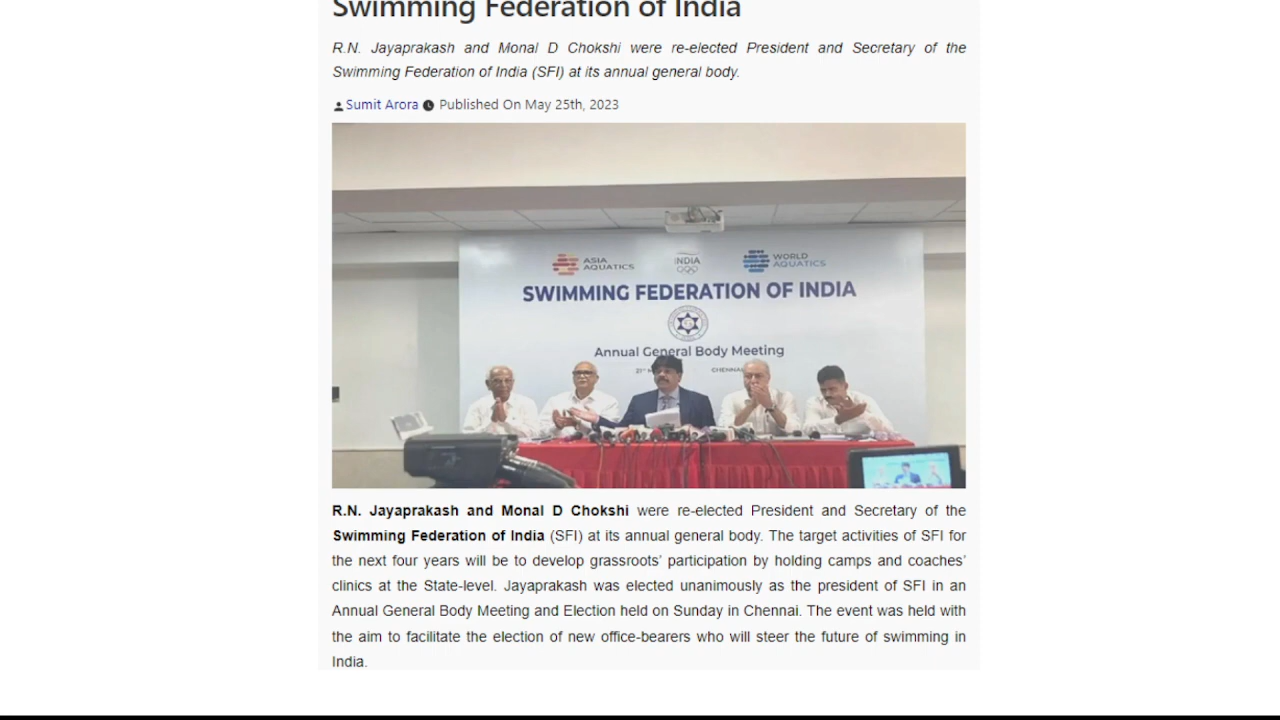 Swimming Federation of India
R.N. Jayaprakash and Monal D Chokshi were re-elected President and Secretary of the
Swimming Federation of India (SFI) at its annual general body.
Sumit Arora Published On May 25th, 2023
ASIA
AQUATICS
INDIA
WORLD
AQUATICS
SWIMMING FEDERATION OF INDIA
Annual General Body Meeting
21st M
CHENNAI
R.N. Jayaprakash and Monal D Chokshi were re-elected President and Secretary of the
Swimming Federation of India (SFI) at its annual general body. The target activities of SFI for
the next four years will be to develop grassroots’ participation by holding camps and coaches’
clinics at the State-level. Jayaprakash was elected unanimously as the president of SFI in an
Annual General Body Meeting and Election held on Sunday in Chennai. The event was held with
the aim to facilitate the election of new office-bearers who will steer the future of swimming in
India.